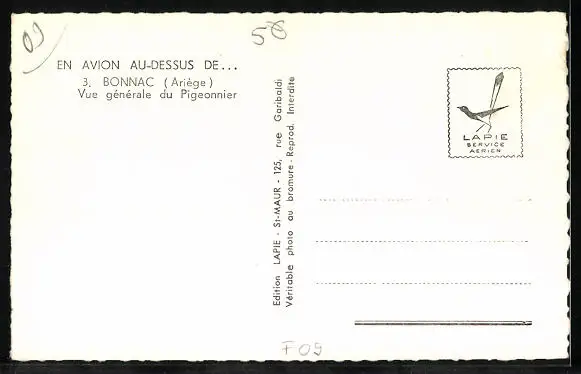 09
58
EN AVION AU-DESSUS DE...
3. BONNAC (Ariège)
Vue générale du Pigeonnier
Edition LAPIE - St-MAUR - 125, rue Garibaldi
Véritable photo au bromure - Reprod. Interdite
LAPIE
SERVICE
AERIEN
F 09